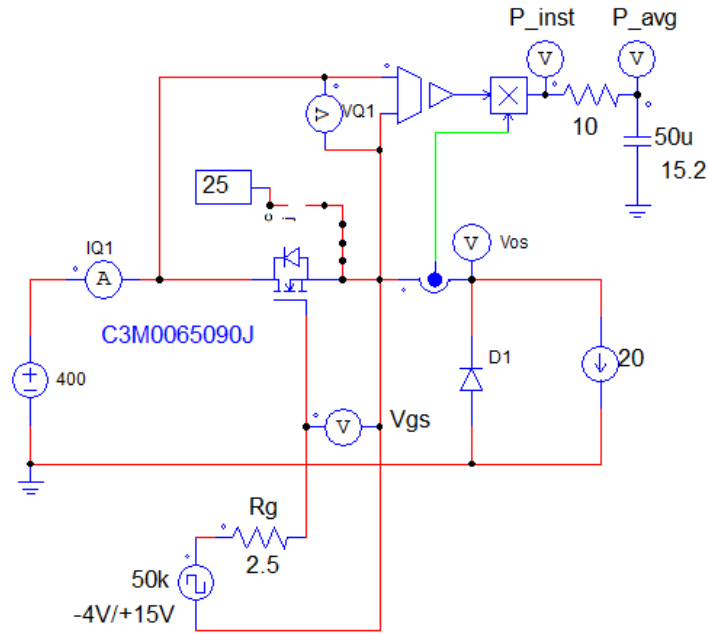 P_inst P_avg
V V
V VQ1
10
50u
15.2
25
c j
IQ1
A
V Vos
C3M0065090J
400
D1
20
V Vgs
Rg
2.5
50k
-4V/+15V